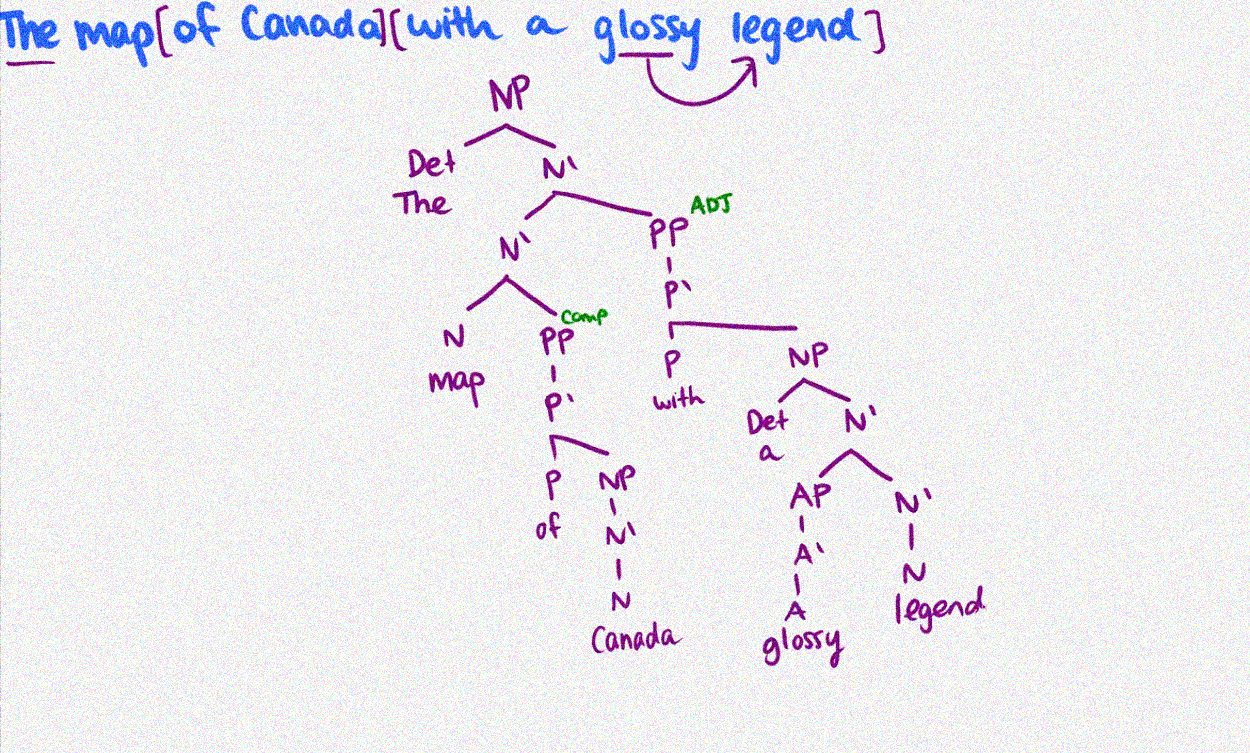 The map [of Canada] [with a glossy legend]
NP
Det N'
The
PP ADJ
N'
P'
N PP comp
map
P NP
with
P'
Det N'
a
P NP
of
AP N'
N'
A'
N
N
legend
A
Canada
glossy